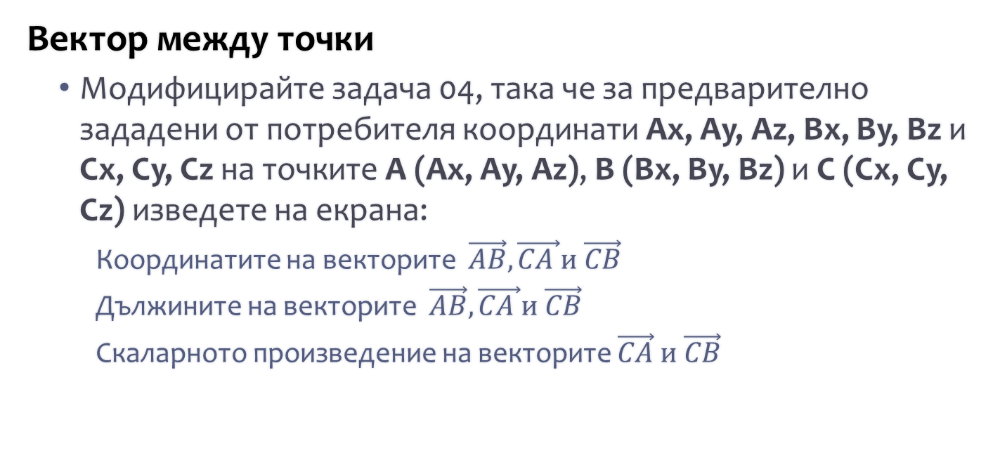 Вектор между точки
• Модифицирайте задача 04, така че за предварително
зададени от потребителя координати Ax, Ay, Az, Bx, By, Bz и
Cx, Cy, Cz на точките A (Ax, Ay, Az), B (Bx, By, Bz) и C (Cx, Cy,
Cz) изведете на екрана:
Координатите на векторите $\overrightarrow{AB}, \overrightarrow{CA}$ и $\overrightarrow{CB}$
Дължините на векторите $\overrightarrow{AB}, \overrightarrow{CA}$ и $\overrightarrow{CB}$
Скаларното произведение на векторите $\overrightarrow{CA}$ и $\overrightarrow{CB}$